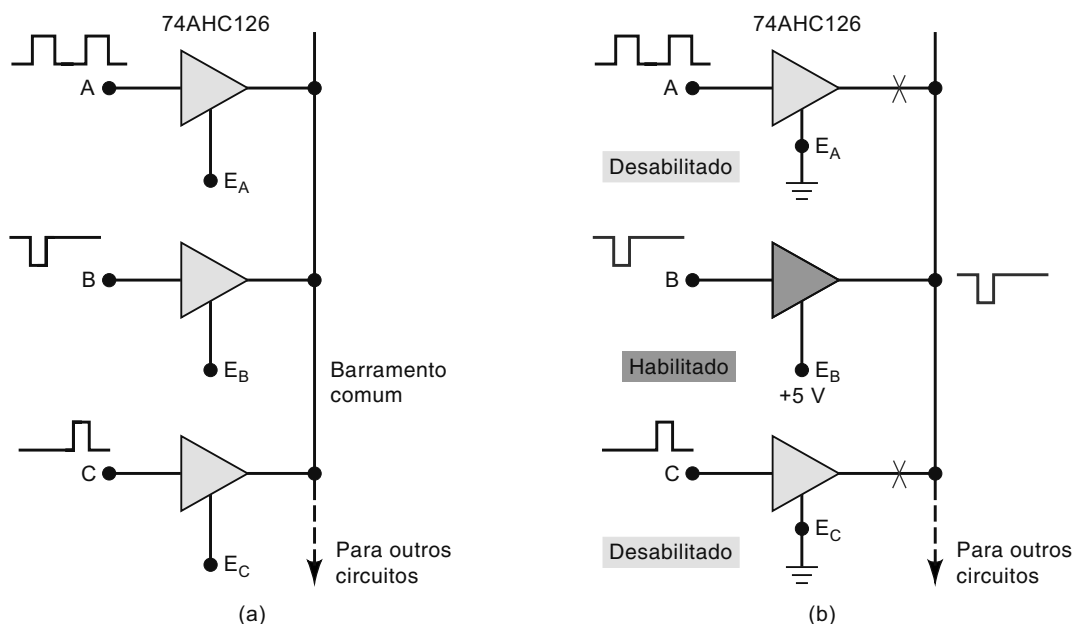 74AHC126
A
E_A
B
E_B
Barramento
comum
C
E_C
Para outros
circuitos
(a)
74AHC126
A
E_A
Desabilitado
B
Habilitado
E_B
+5 V
C
E_C
Desabilitado
Para outros
circuitos
(b)